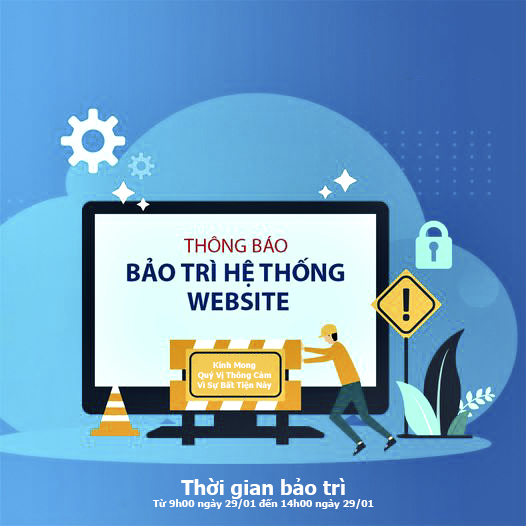 THÔNG BÁO
BẢO TRÌ HỆ THỐNG
WEBSITE
Kính Mong
Quý Vị Thông Cảm
Vì Sự Bất Tiện Này
Thời gian bảo trì
Từ 9h00 ngày 29/01 đến 14h00 ngày 29/01